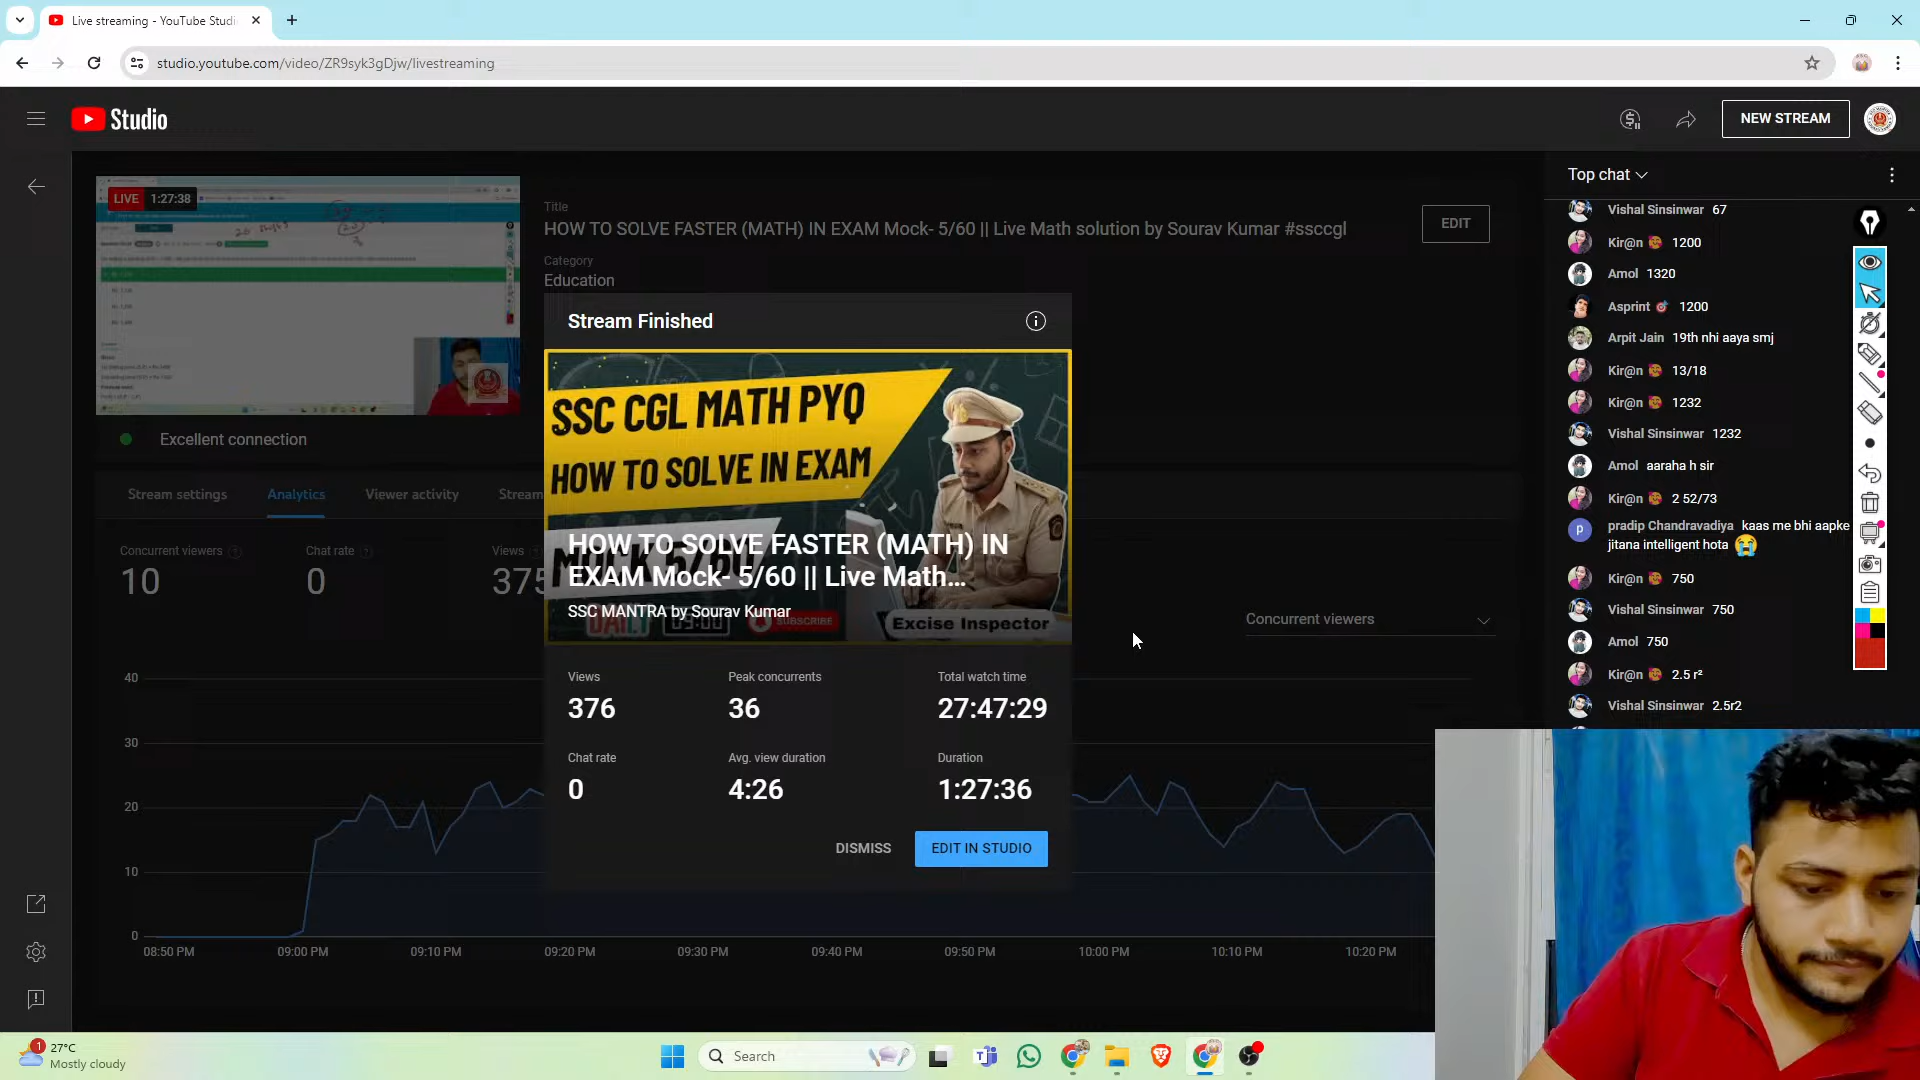 Live streaming - YouTube Studi
studio.youtube.com/video/ZR9syk3gDjw/livestreaming
Studio
NEW STREAM
LIVE 1:27:38
Title
HOW TO SOLVE FASTER (MATH) IN EXAM Mock- 5/60 || Live Math solution by Sourav Kumar #ssccgl
EDIT
Category
Education
Excellent connection
Stream settings
Analytics
Viewer activity
Stream
Concurrent viewers
Chat rate
Views
10
0
375
Concurrent viewers
40
30
20
10
0
08:50 PM
09:00 PM
09:10 PM
09:20 PM
09:30 PM
09:40 PM
09:50 PM
10:00 PM
10:10 PM
10:20 PM
Stream Finished
SSC CGL MATH PYQ
HOW TO SOLVE IN EXAM
MOCK 5/60
HOW TO SOLVE FASTER (MATH) IN
EXAM Mock- 5/60 || Live Math...
SSC MANTRA by Sourav Kumar
DAILY 09:00 SUBSCRIBE
Excise Inspector
Views
376
Peak concurrents
36
Total watch time
27:47:29
Chat rate
0
Avg. view duration
4:26
Duration
1:27:36
DISMISS
EDIT IN STUDIO
Top chat
Vishal Sinsinwar 67
Kir@n 1200
Amol 1320
Asprint 1200
Arpit Jain 19th nhi aaya smj
Kir@n 13/18
Kir@n 1232
Vishal Sinsinwar 1232
Amol aaraha h sir
Kir@n 2 52/73
p
pradip Chandravadiya kaas me bhi aapke
jitana intelligent hota
Kir@n 750
Vishal Sinsinwar 750
Amol 750
Kir@n 2.5 r²
Vishal Sinsinwar 2.5r2
1
27°C
Mostly cloudy
Search